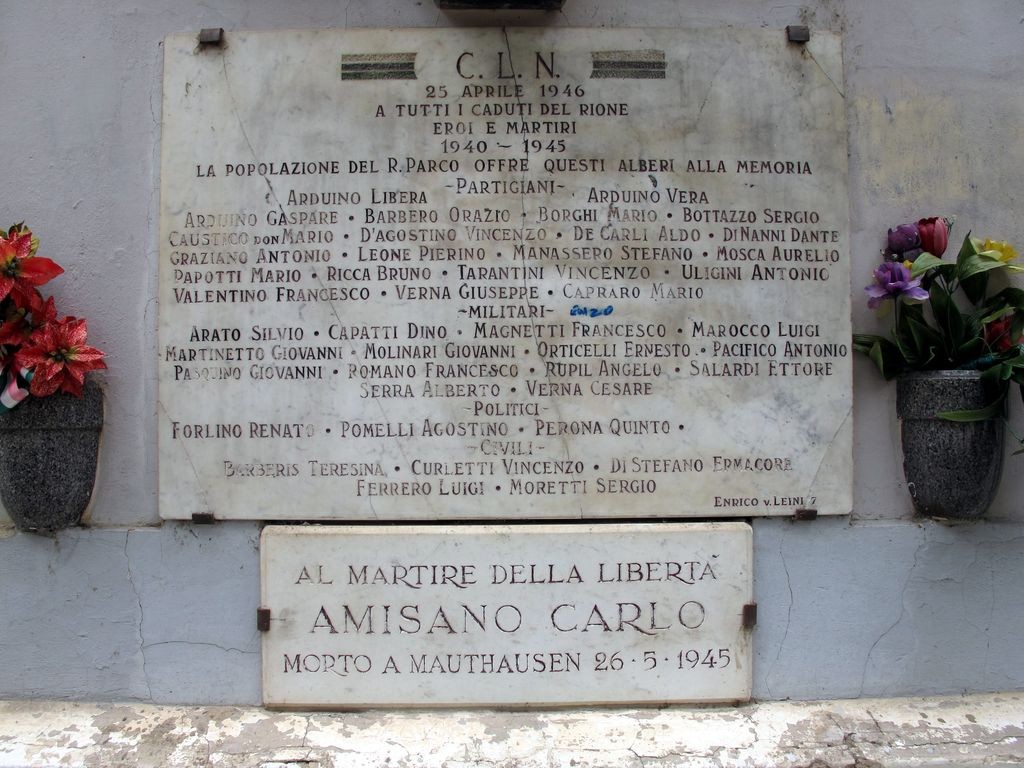 C. L. N.
25 APRILE 1946
A TUTTI I CADUTI DEL RIONE
EROI E MARTIRI
1940 - 1945
LA POPOLAZIONE DEL R. PARCO OFFRE QUESTI ALBERI ALLA MEMORIA
-PARTIGIANI-
ARDUINO LIBERA ARDUINO VERA
ARDUINO GASPARE • BARBERO ORAZIO • BORGHI MARIO • BOTTAZZO SERGIO
CAUSTICO DON MARIO • D'AGOSTINO VINCENZO • DE CARLI ALDO • DI NANNI DANTE
GRAZIANO ANTONIO • LEONE PIERINO • MANASSERO STEFANO • MOSCA AURELIO
PAPOTTI MARIO • RICCA BRUNO • TARANTINI VINCENZO • ULIGINI ANTONIO
VALENTINO FRANCESCO • VERNA GIUSEPPE • CAPRARO MARIO
-MILITARI- ENZO
ARATO SILVIO • CAPATTI DINO • MAGNETTI FRANCESCO • MAROCCO LUIGI
MARTINETTO GIOVANNI • MOLINARI GIOVANNI • ORTICELLI ERNESTO • PACIFICO ANTONIO
PASQUINO GIOVANNI • ROMANO FRANCESCO • RUPIL ANGELO • SALARDI ETTORE
SERRA ALBERTO • VERNA CESARE
-POLITICI-
FORLINO RENATO • POMELLI AGOSTINO • PERONA QUINTO •
-CIVILI-
BARBERIS TERESINA • CURLETTI VINCENZO • DI STEFANO ERMACORE
FERRERO LUIGI • MORETTI SERGIO
ENRICO V. LEINI 7
AL MARTIRE DELLA LIBERTÀ
AMISANO CARLO
MORTO A MAUTHAUSEN 26·5·1945